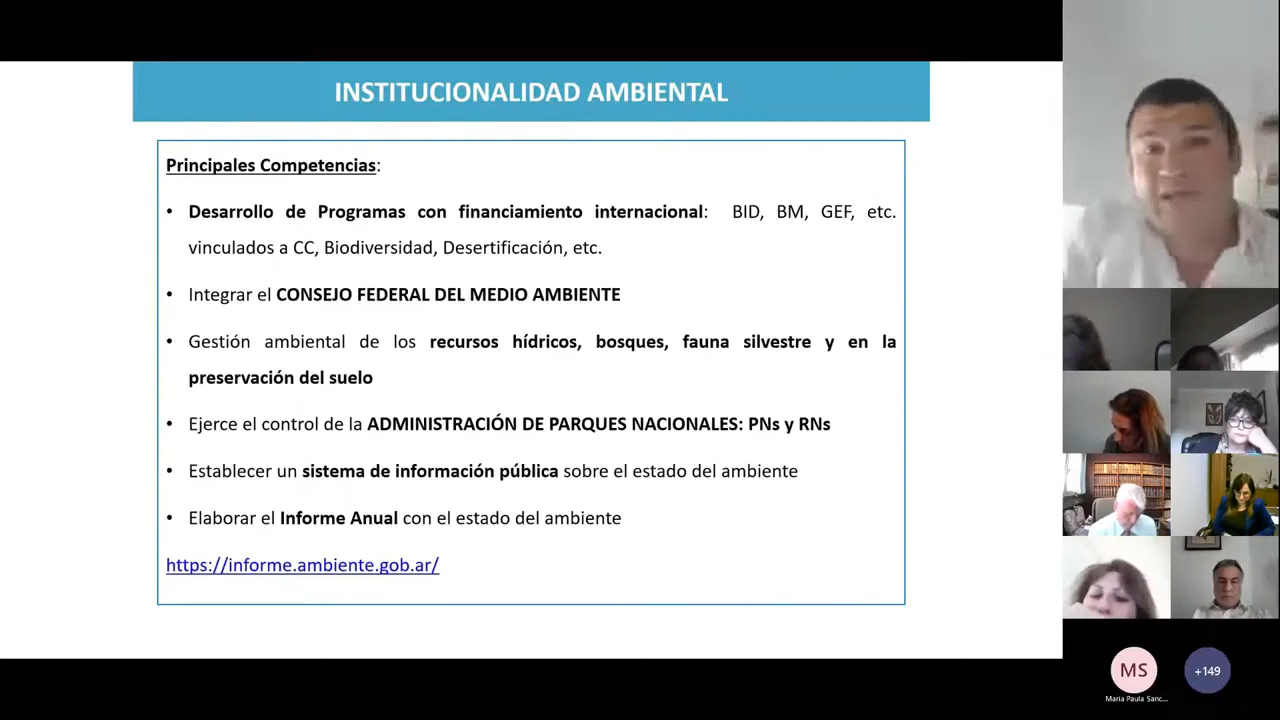 INSTITUCIONALIDAD AMBIENTAL
Principales Competencias:
• Desarrollo de Programas con financiamiento internacional: BID, BM, GEF, etc.
vinculados a CC, Biodiversidad, Desertificación, etc.
• Integrar el CONSEJO FEDERAL DEL MEDIO AMBIENTE
• Gestión ambiental de los recursos hídricos, bosques, fauna silvestre y en la
preservación del suelo
• Ejerce el control de la ADMINISTRACIÓN DE PARQUES NACIONALES: PNs y RNs
• Establecer un sistema de información pública sobre el estado del ambiente
• Elaborar el Informe Anual con el estado del ambiente
https://informe.ambiente.gob.ar/
MS
+149
Maria Paula Sanc...